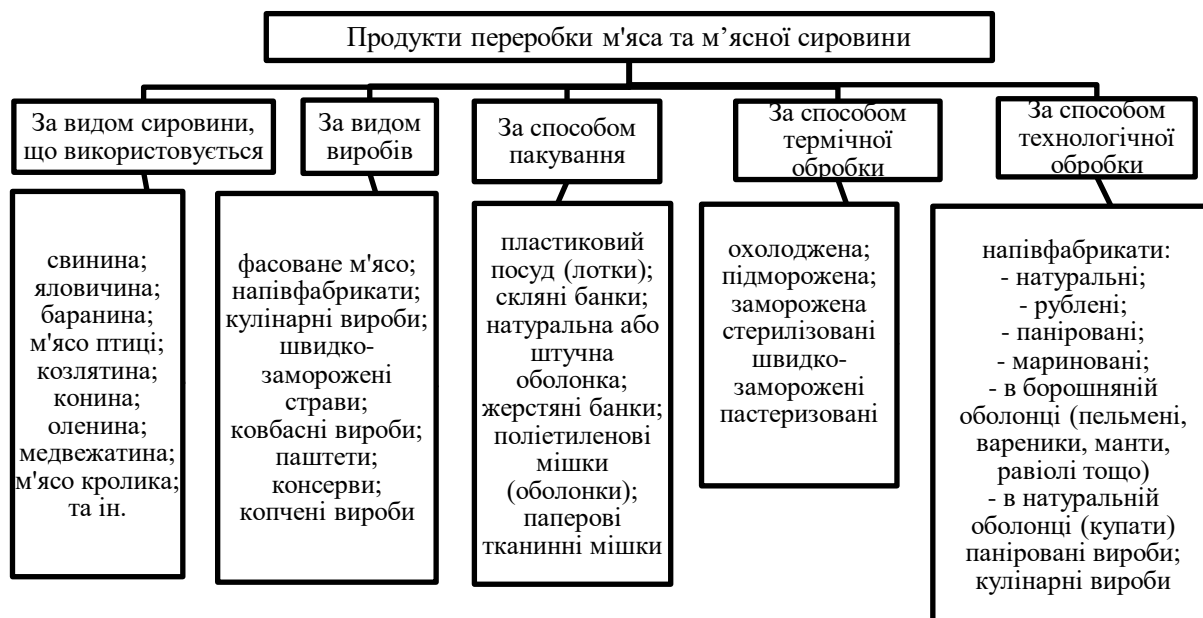 Продукти переробки м'яса та м’ясної сировини
За видом сировини,
що використовується
За видом
виробів
За способом
пакування
За способом
термічної
обробки
За способом
технологічної
обробки
свинина;
яловичина;
баранина;
м'ясо птиці;
козлятина;
конина;
оленина;
медвежатина;
м'ясо кролика;
та ін.
фасоване м'ясо;
напівфабрикати;
кулінарні вироби;
швидко-
заморожені
страви;
ковбасні вироби;
паштети;
консерви;
копчені вироби
пластиковий
посуд (лотки);
скляні банки;
натуральна або
штучна
оболонка;
жерстяні банки;
поліетиленові
мішки
(оболонки);
паперові
тканинні мішки
охолоджена;
підморожена;
заморожена
стерилізовані
швидко-
заморожені
пастеризовані
напівфабрикати:
- натуральні;
- рублені;
- паніровані;
- мариновані;
- в борошняній
оболонці (пельмені,
вареники, манти,
равіолі тощо)
- в натуральній
оболонці (купати)
паніровані вироби;
кулінарні вироби